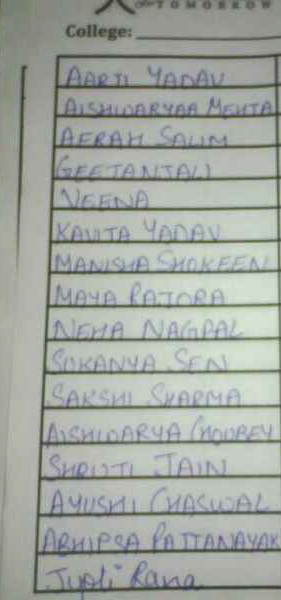 TOMORROW
College:
AARTI YADAV
AISHWARYAA MEHTA
AFRAH SALIM
GEETANJALI
VEENA
KAVITA YADAV
MANISHA SHOKEEN
MAYA RAJORA
NEHA NAGPAL
SUKANYA SEN
SAKSHI SHARMA
AISHWARYA CHOUBEY
SHRUTI JAIN
AYUSHI CHASWAL
ABHIPSA PATTANAYAK
Jyoti Rana